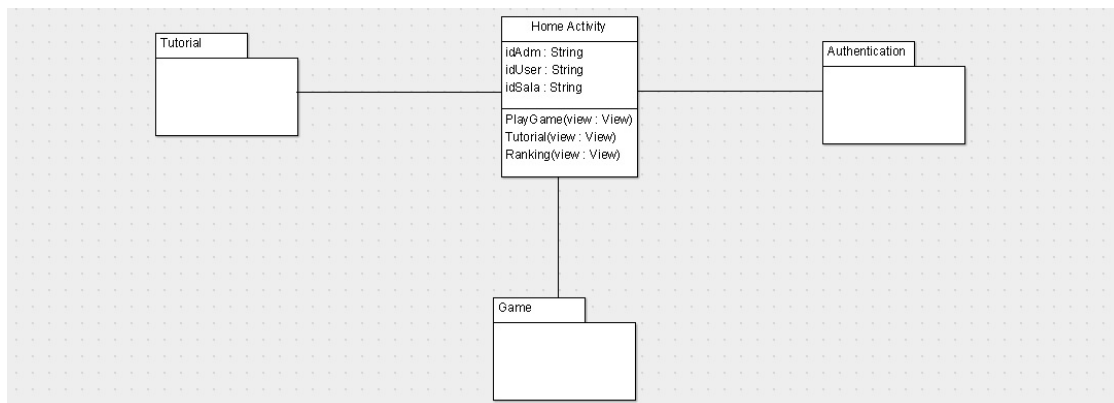 Home Activity
idAdm : String
idUser : String
idSala : String
PlayGame(view : View)
Tutorial(view : View)
Ranking(view : View)
Tutorial
Authentication
Game